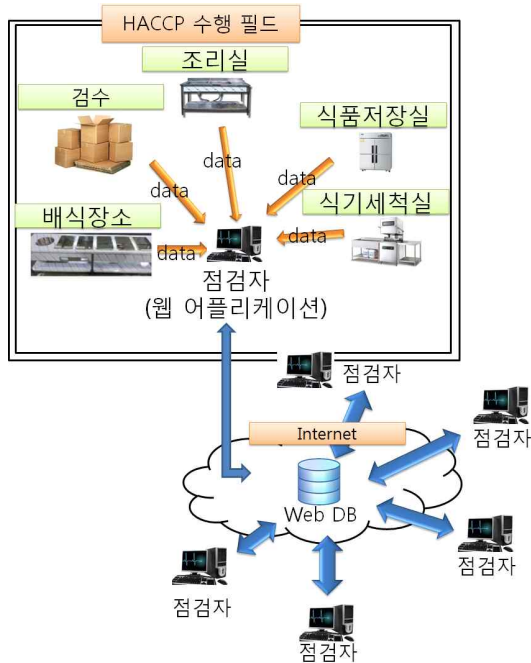 HACCP 수행 필드
조리실
검수
식품저장실
data
data
data
배식장소
식기세척실
data
data
점검자
(웹 어플리케이션)
점검자
점검자
Internet
Web DB
점검자
점검자
점검자